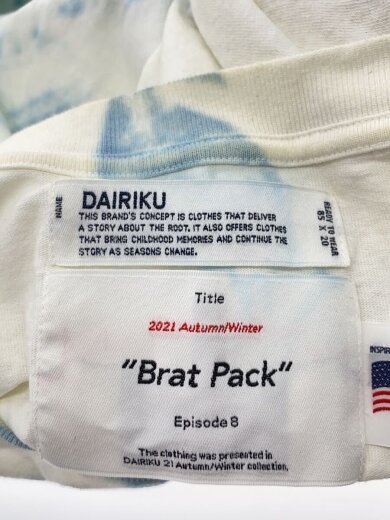 NAME
DAIRIKU
THIS BRAND'S CONCEPT IS CLOTHES THAT DELIVER
A STORY ABOUT THE ROOT. IT ALSO OFFERS CLOTHES
THAT BRING CHILDHOOD MEMORIES AND CONTINUE THE
STORY AS SEASONS CHANGE.
READY TO WEAR
85 X 20
Title
2021 Autumn/Winter
"Brat Pack"
Episode 8
The clothing was presented in
DAIRIKU 21 Autumn/Winter collection.